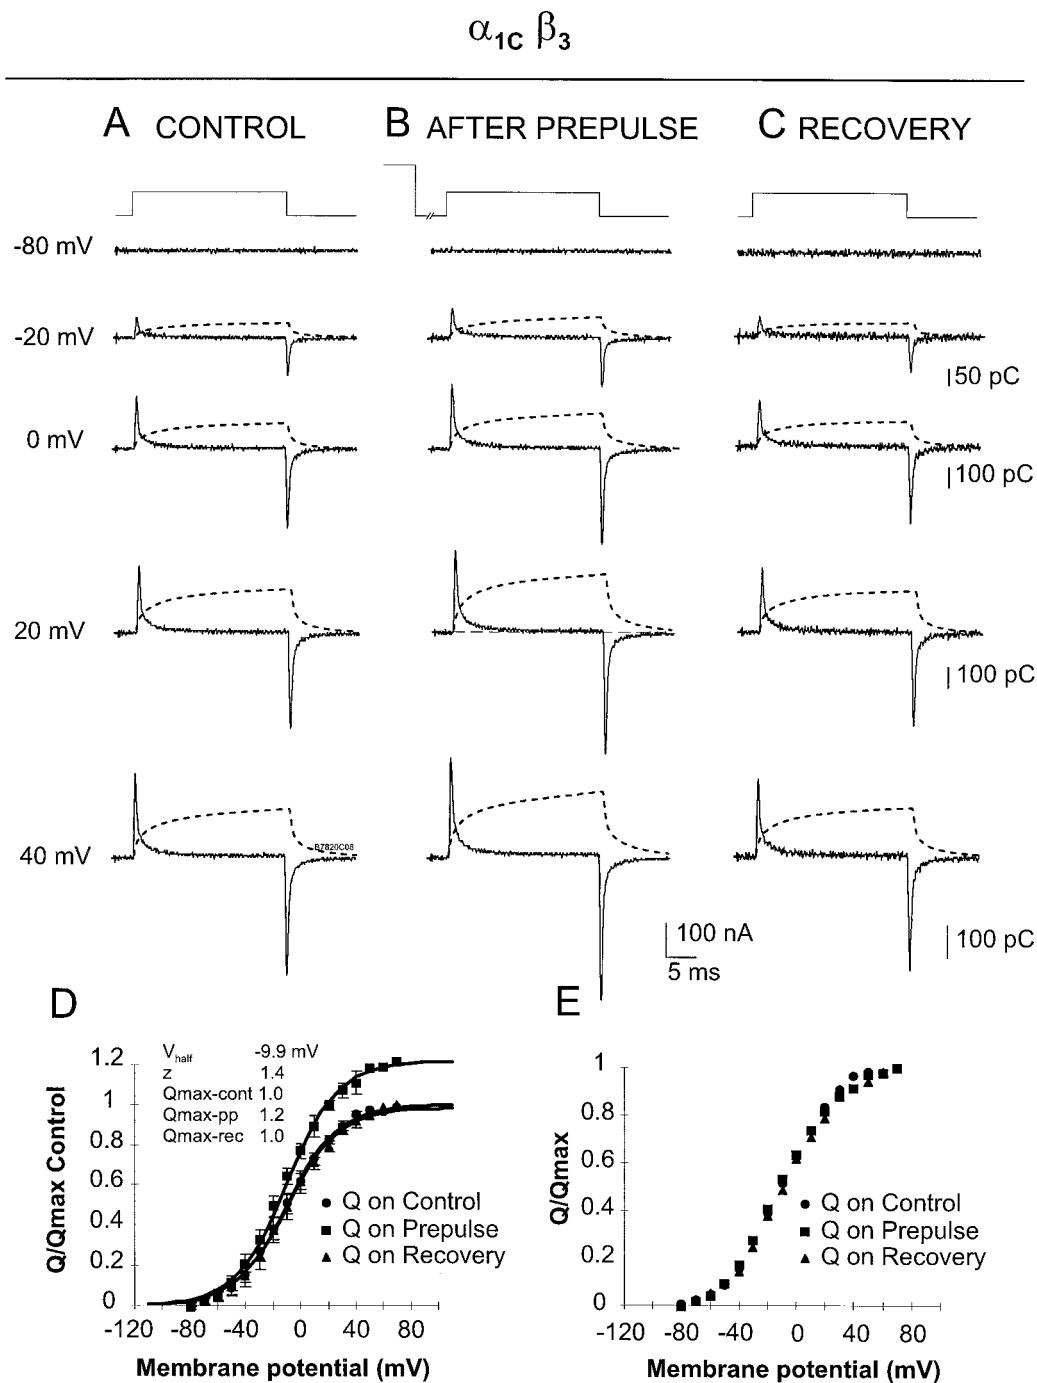 α1C β3
A CONTROL
B AFTER PREPULSE
C RECOVERY
-80 mV
-20 mV
50 pC
0 mV
100 pC
20 mV
100 pC
40 mV
B7820C08
100 nA
5 ms
100 pC
D
Vhalf -9.9 mV
z 1.4
Qmax-cont 1.0
Qmax-pp 1.2
Qmax-rec 1.0
Q/Qmax Control
1.2
1
0.8
0.6
0.4
0.2
0
Q on Control
Q on Prepulse
Q on Recovery
-120 -80 -40 0 40 80
Membrane potential (mV)
E
Q/Qmax
1
0.8
0.6
0.4
0.2
0
Q on Control
Q on Prepulse
Q on Recovery
-120 -80 -40 0 40 80
Membrane potential (mV)